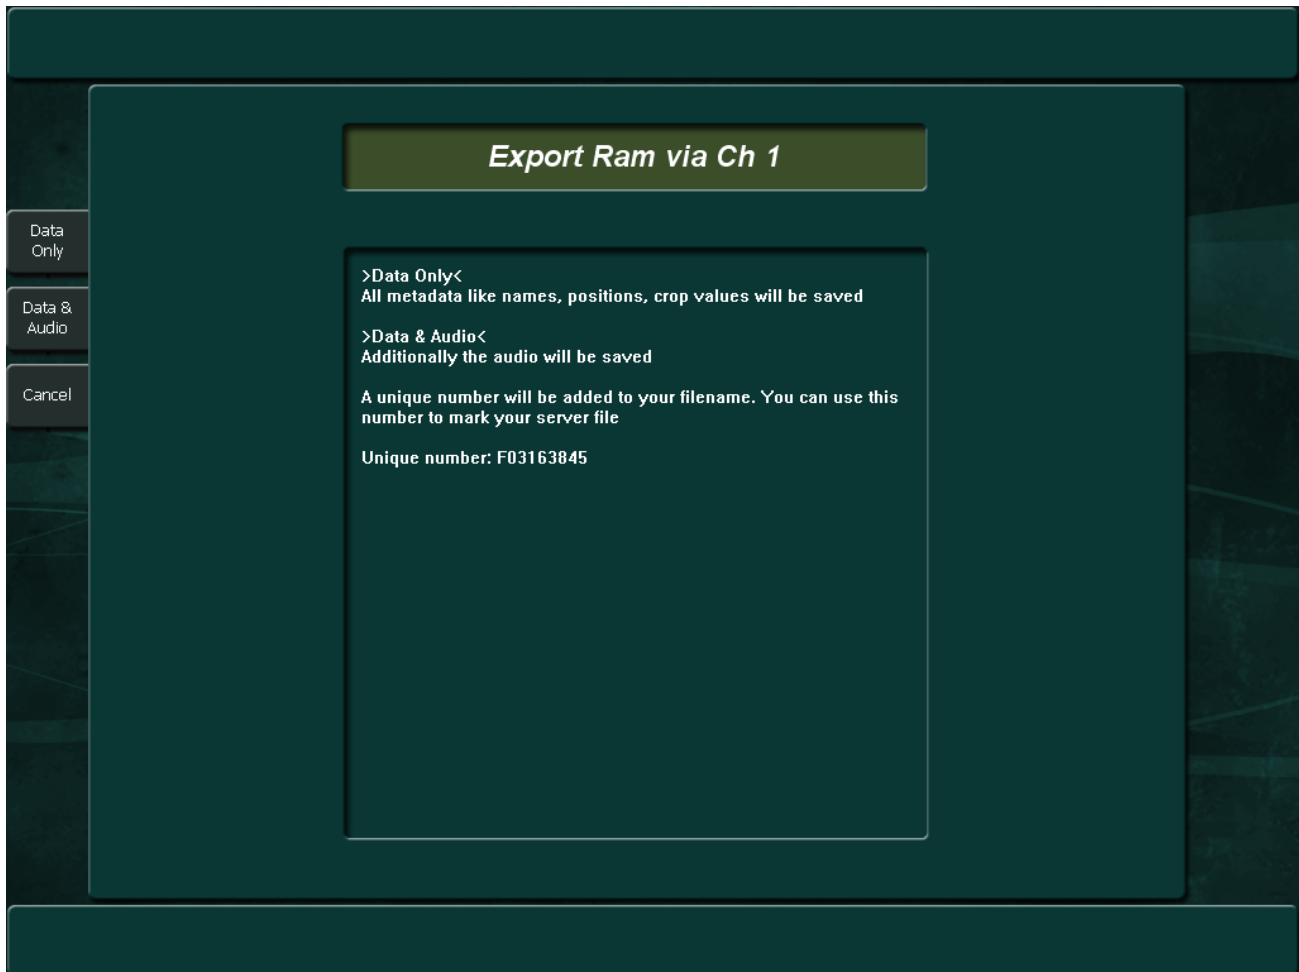 Export Ram via Ch 1
Data
Only
Data &
Audio
Cancel
>Data Only<
All metadata like names, positions, crop values will be saved
>Data & Audio<
Additionally the audio will be saved
A unique number will be added to your filename. You can use this
number to mark your server file
Unique number: F03163845